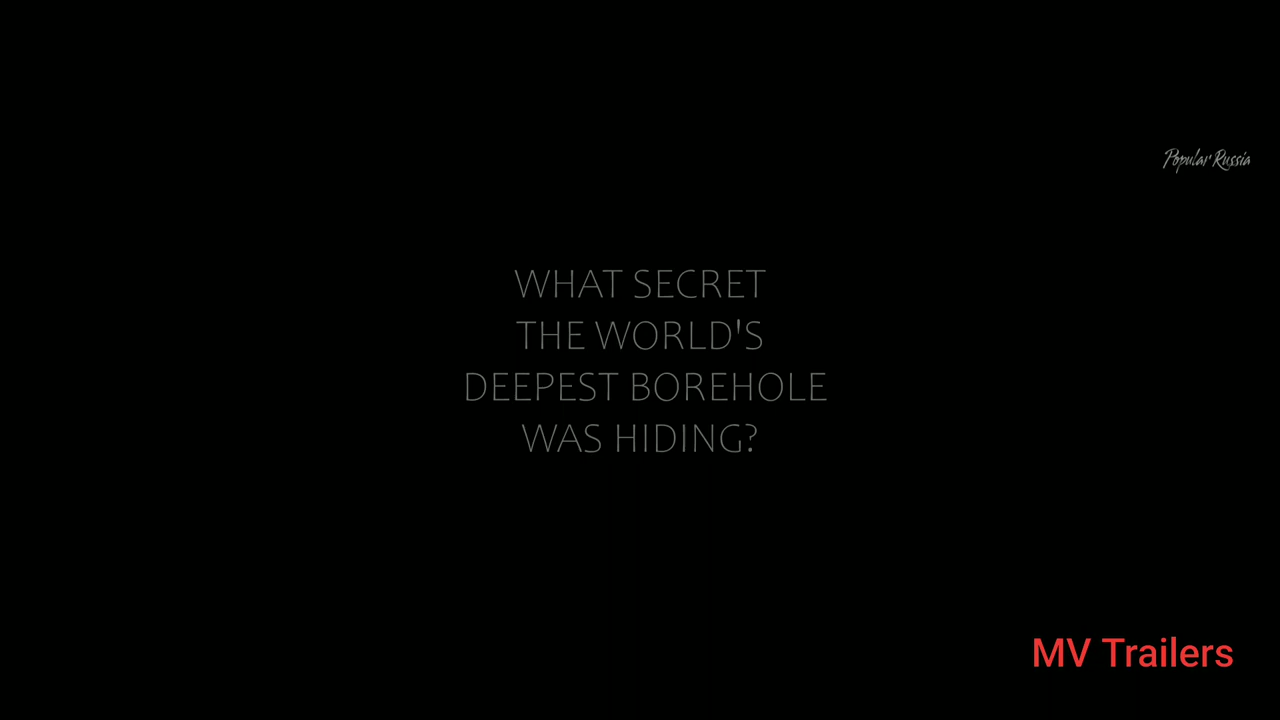 Popular Russia
WHAT SECRET
THE WORLD'S
DEEPEST BOREHOLE
WAS HIDING?
MV Trailers